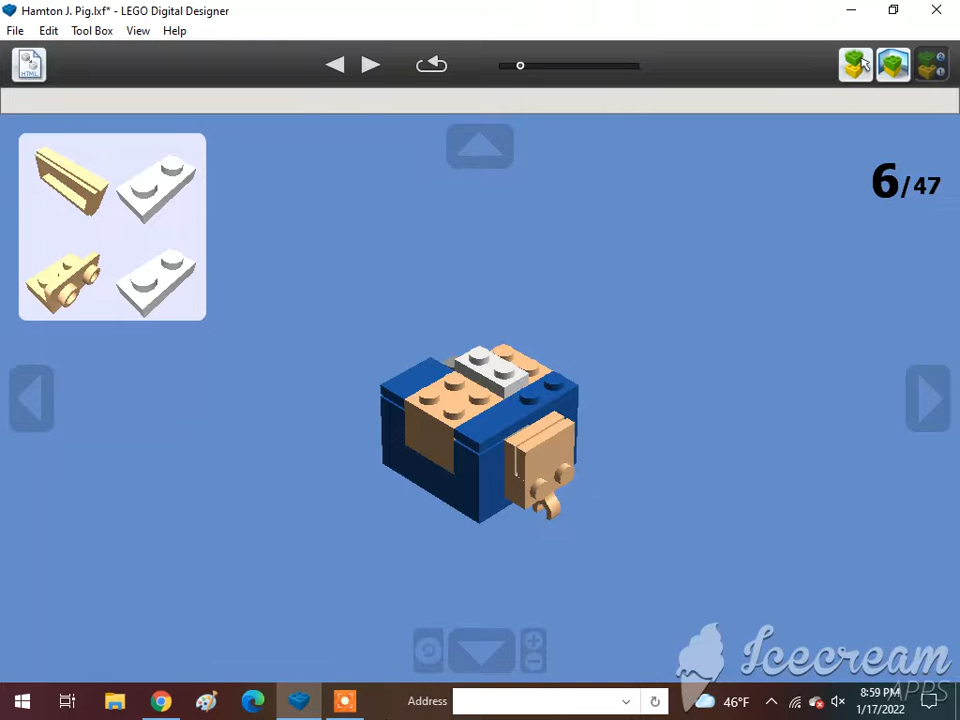 Hamton J. Pig.lxf* - LEGO Digital Designer
File Edit Tool Box View Help
HTML
6/47
Icecream
APPS
Address
46°F
8:59 PM
1/17/2022